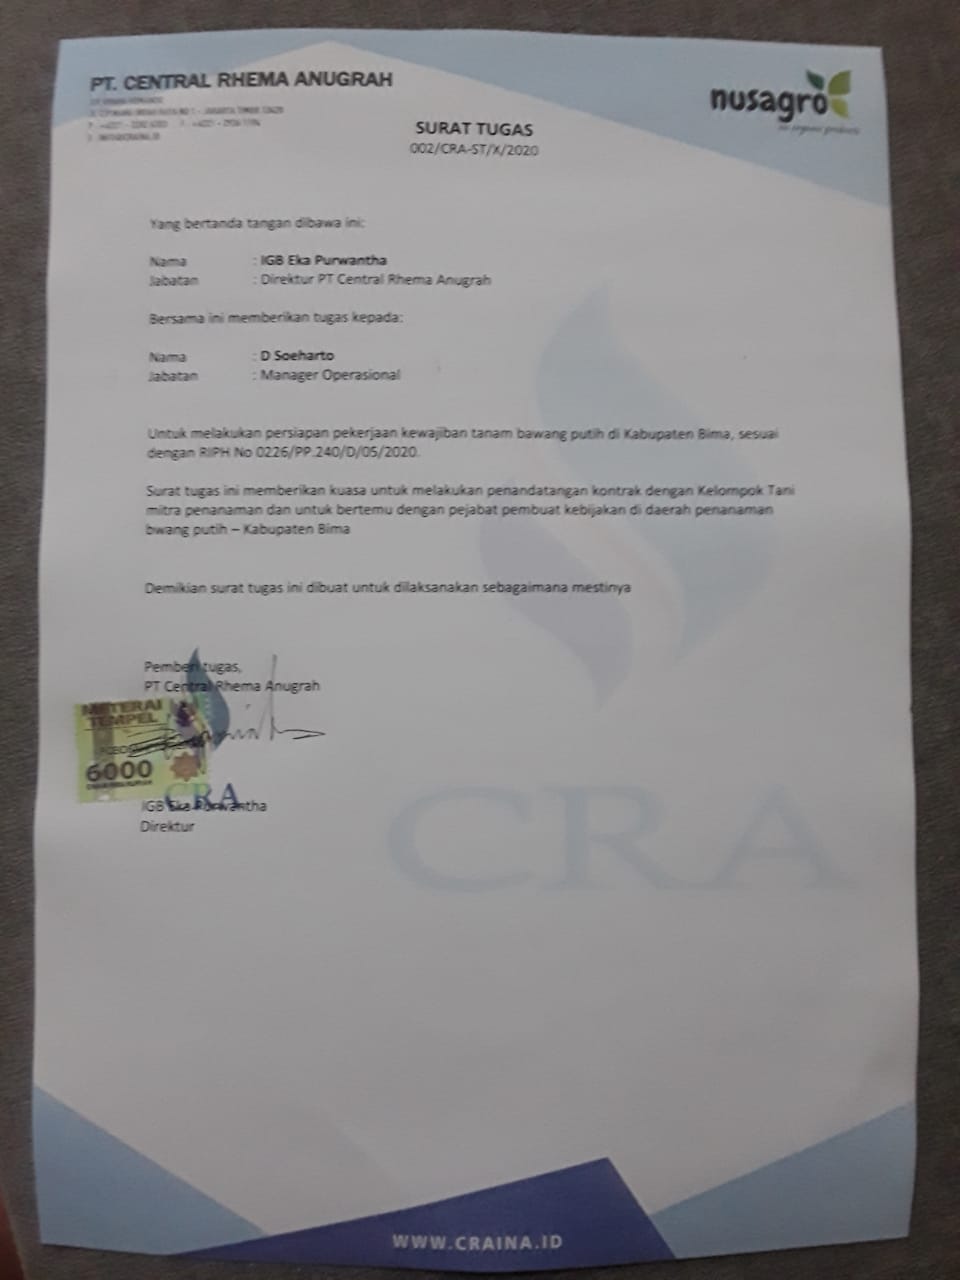 PT. CENTRAL RHEMA ANUGRAH
nusagro
SURAT TUGAS
002/CRA-ST/X/2020
Yang bertanda tangan dibawa ini:
Nama : IGB Eka Purwantha
Jabatan : Direktur PT Central Rhema Anugrah
Bersama ini memberikan tugas kepada:
Nama : D Soeharto
Jabatan : Manager Operasional
Untuk melakukan persiapan pekerjaan kewajiban tanam bawang putih di Kabupaten Bima, sesuai
dengan RIPH No 0226/PP.240/D/05/2020.
Surat tugas ini memberikan kuasa untuk melakukan penandatangan kontrak dengan Kelompok Tani
mitra penanaman dan untuk bertemu dengan pejabat pembuat kebijakan di daerah penanaman
bwang putih – Kabupaten Bima
Demikian surat tugas ini dibuat untuk dilaksanakan sebagaimana mestinya
Pemberi tugas,
PT Central Rhema Anugrah
METERAI
TEMPEL
6000
CRA
IGB Eka Purwantha
Direktur
CRA
WWW.CRAINA.ID